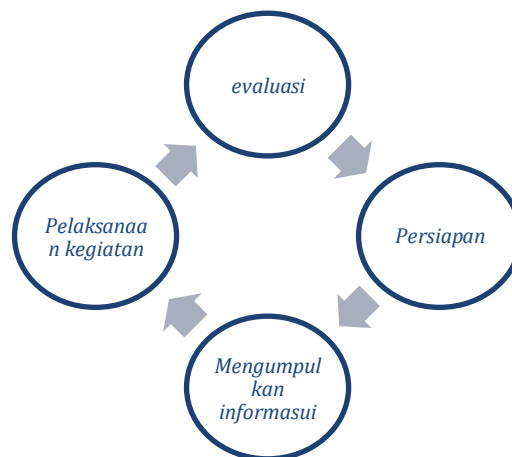 evaluasi
Persiapan
Mengumpul
kan
informasui
Pelaksanaa
n kegiatan